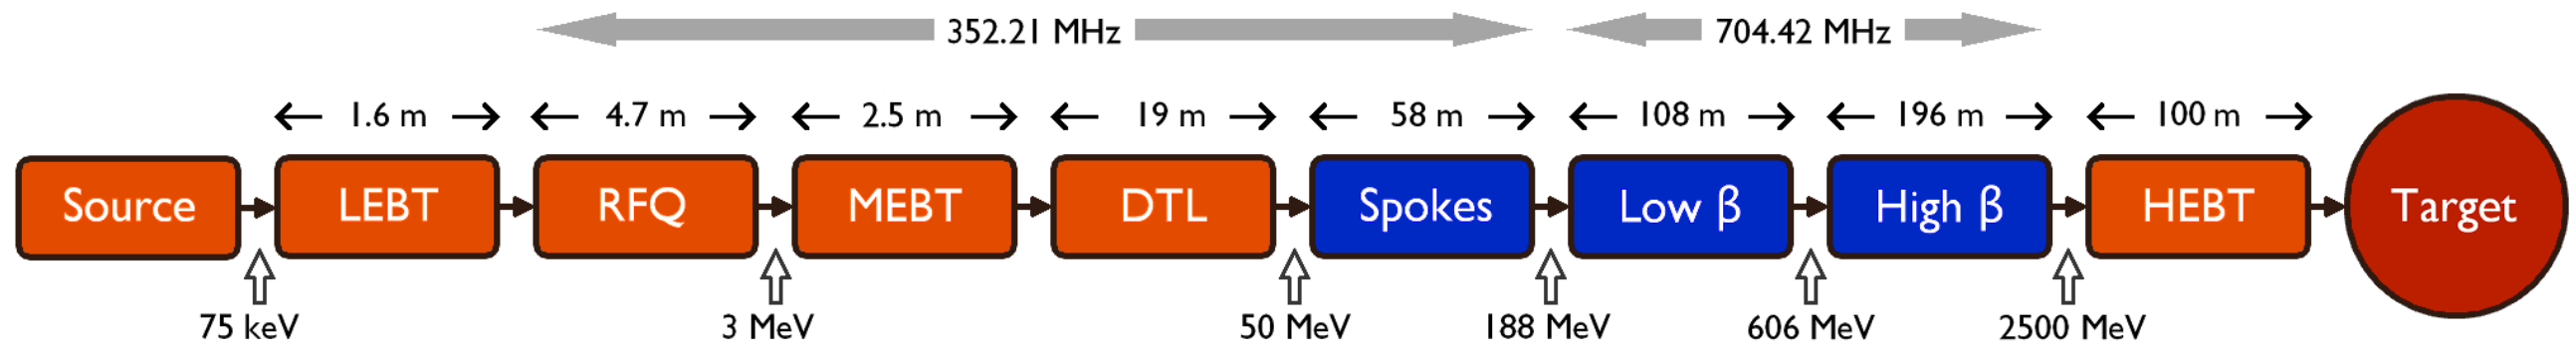 352.21 MHz 704.42 MHz
1.6 m 4.7 m 2.5 m 19 m 58 m 108 m 196 m 100 m
Source LEBT RFQ MEBT DTL Spokes Low β High β HEBT Target
75 keV 3 MeV 50 MeV 188 MeV 606 MeV 2500 MeV